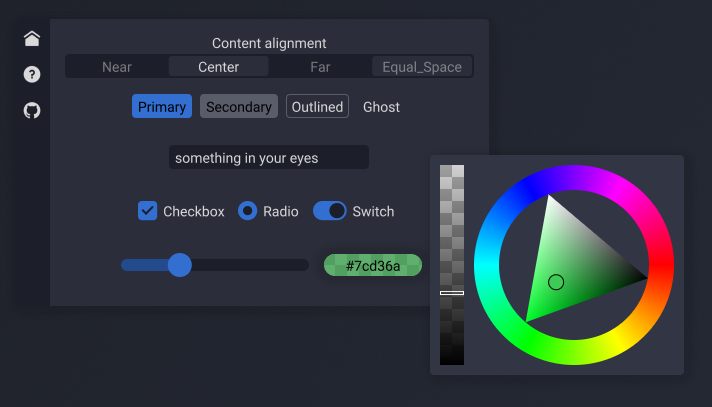 Content alignment
Near Center Far Equal_Space
Primary Secondary Outlined Ghost
something in your eyes
Checkbox Radio Switch
#7cd36a